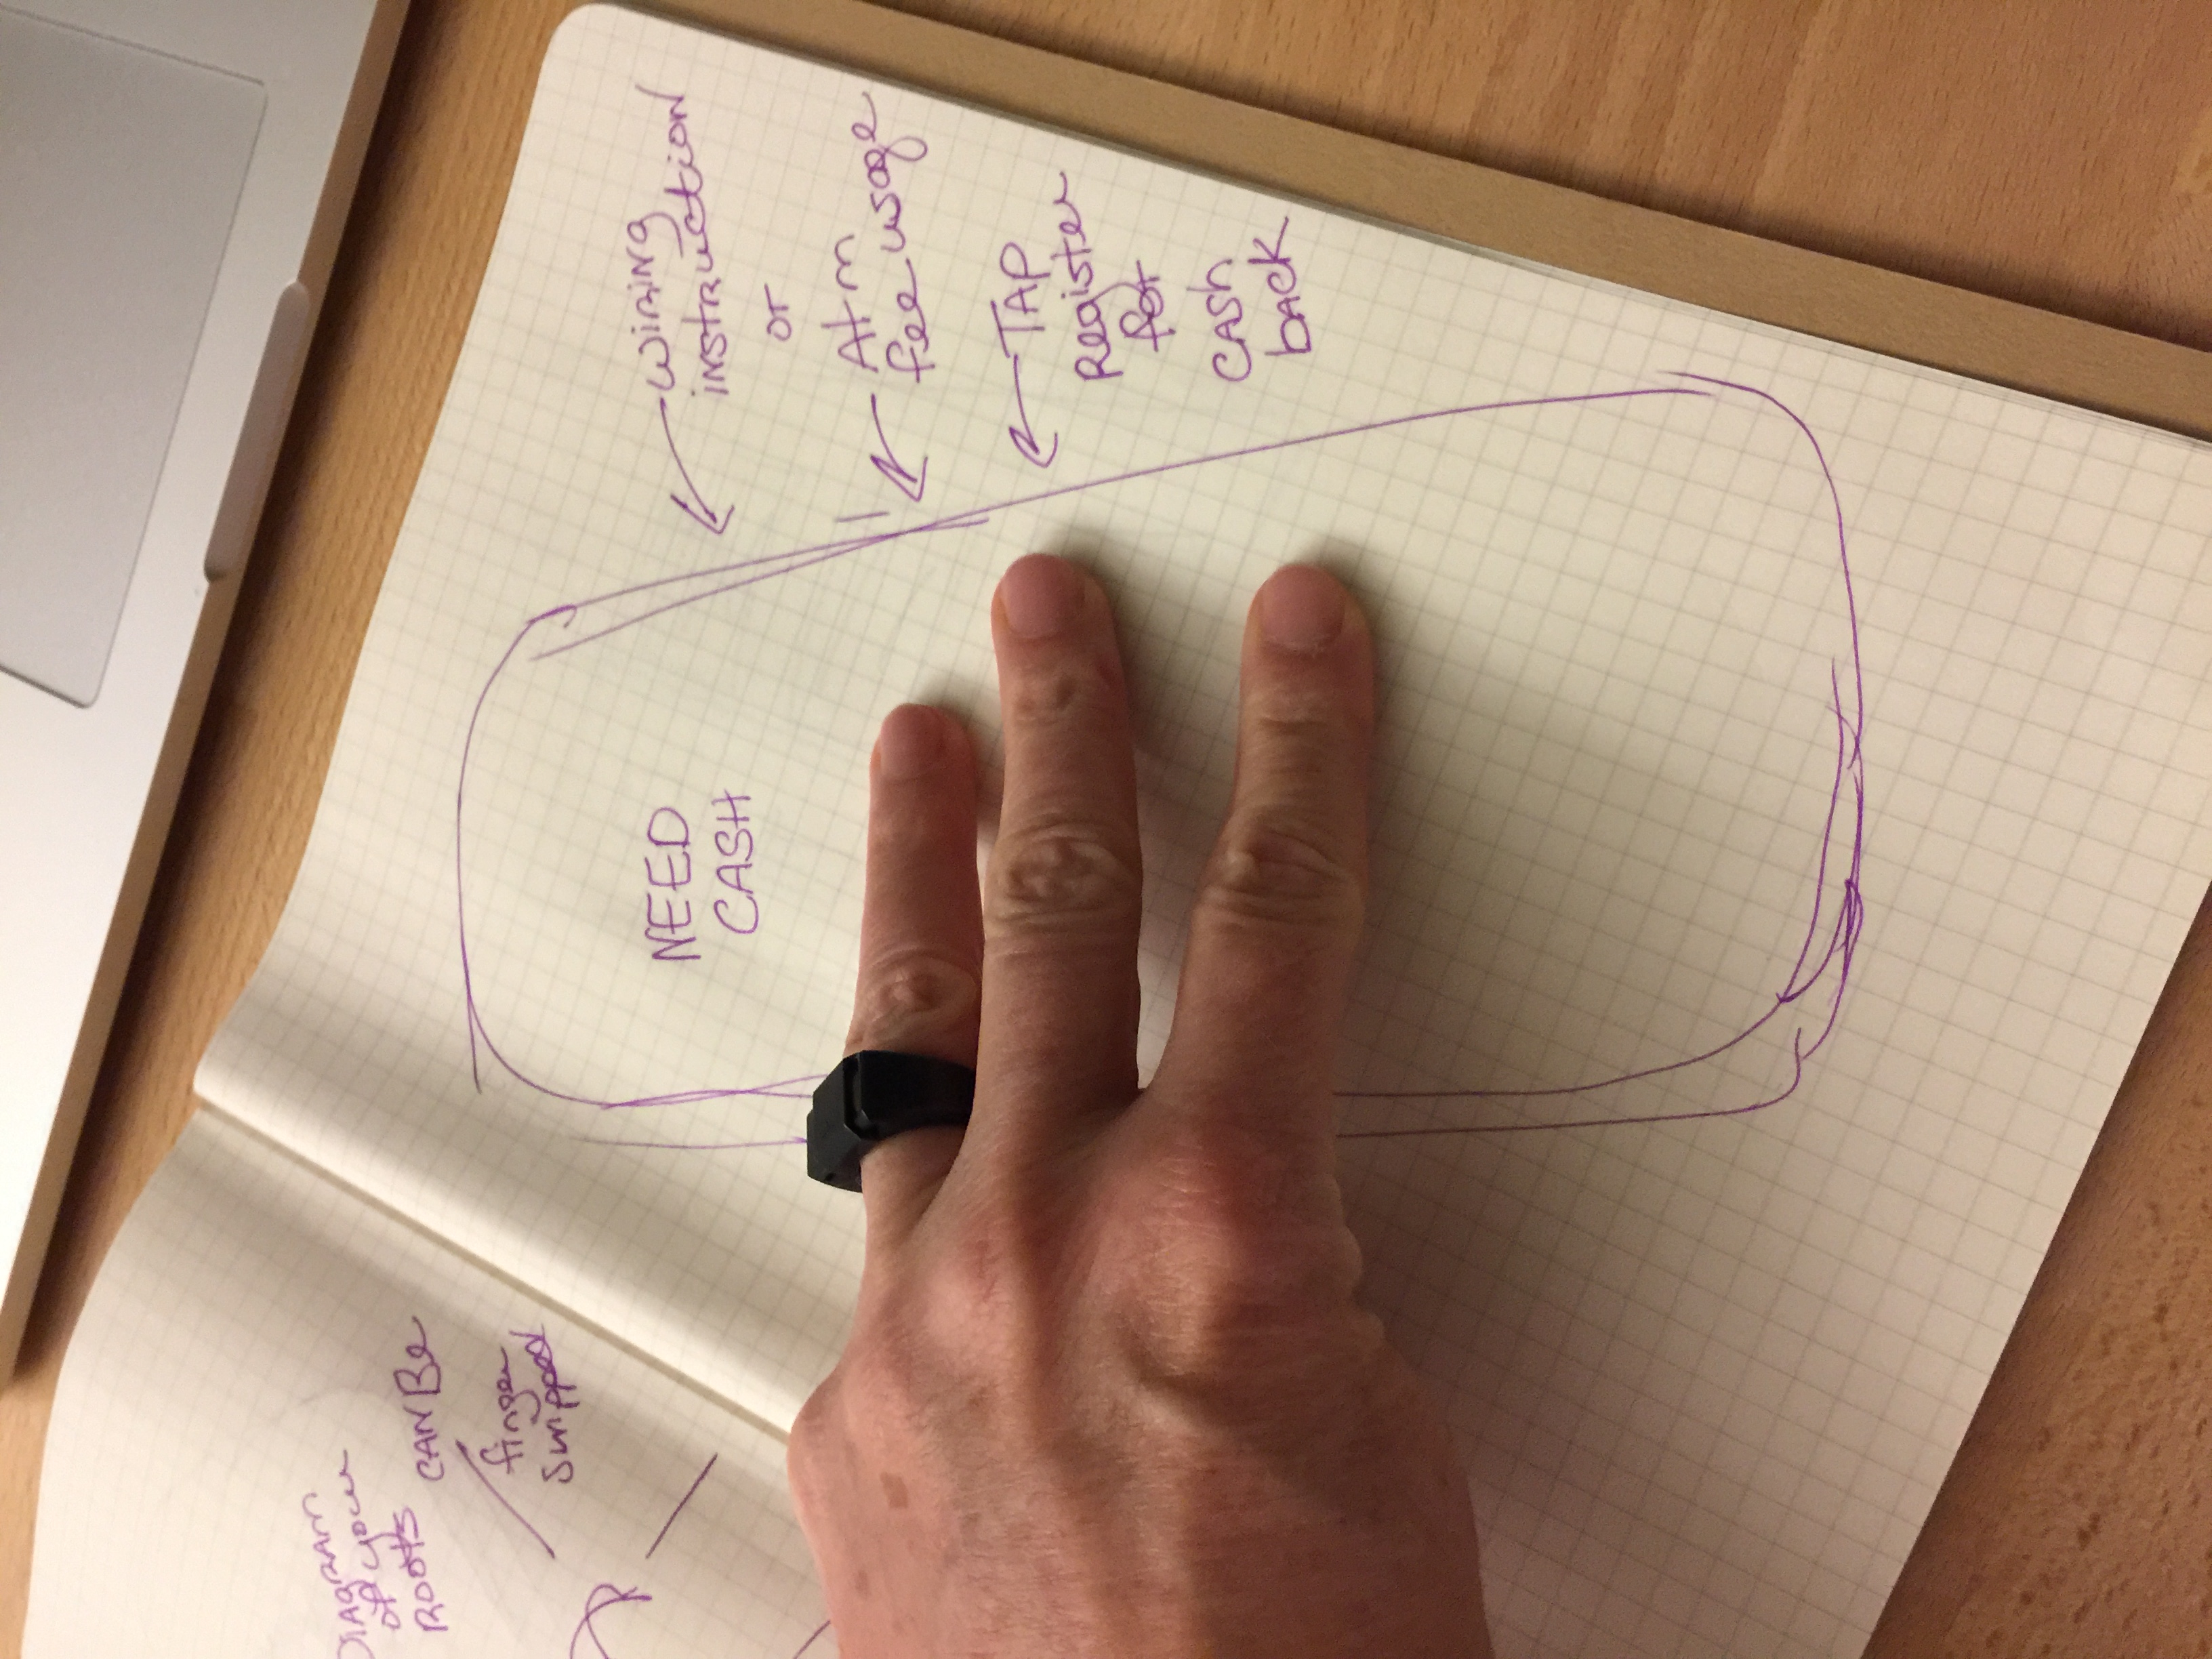 DIAGRAM
of your
ROOTS
CAN Be
finger
swipped
NEED
CASH
Wiring
instruction
or
Atm
fee usage
TAP
Register
for
CASh
bACK